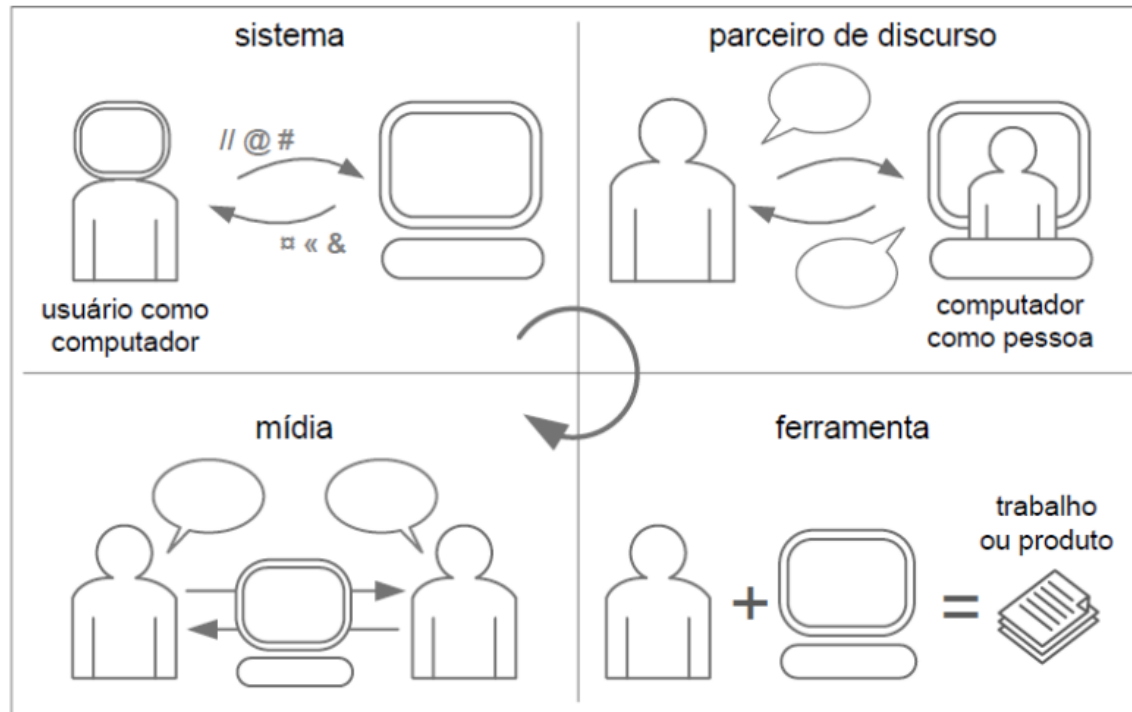 sistema
// @ #
¤ « &
usuário como
computador
parceiro de discurso
computador
como pessoa
mídia
ferramenta
trabalho
ou produto
+
=